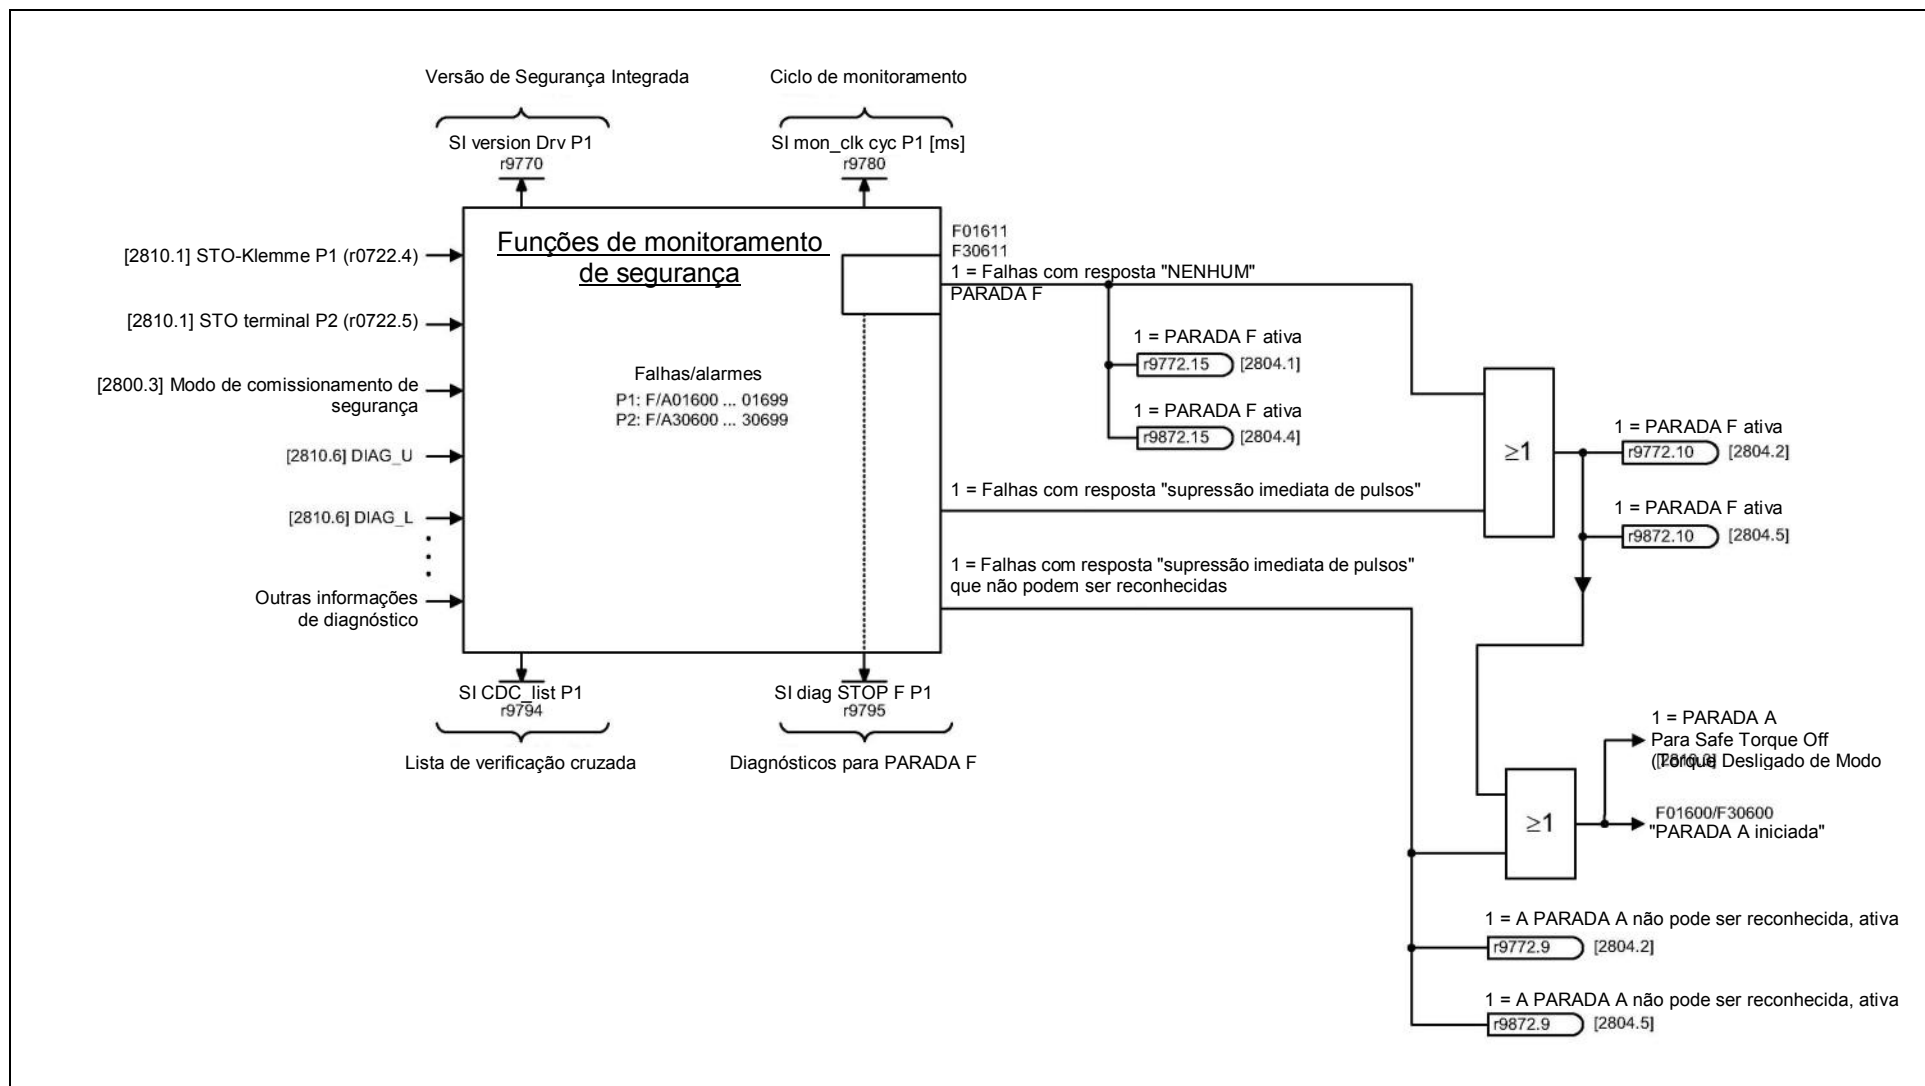 Versão de Segurança Integrada
Ciclo de monitoramento
SI version Drv P1
r9770
SI mon_clk cyc P1 [ms]
r9780
[2810.1] STO-Klemme P1 (r0722.4)
[2810.1] STO terminal P2 (r0722.5)
[2800.3] Modo de comissionamento de
segurança
[2810.6] DIAG_U
[2810.6] DIAG_L
Outras informações
de diagnóstico
Funções de monitoramento
de segurança
Falhas/alarmes
P1: F/A01600 ... 01699
P2: F/A30600 ... 30699
F01611
F30611
1 = Falhas com resposta "NENHUM"
PARADA F
1 = PARADA F ativa
r9772.15 [2804.1]
1 = PARADA F ativa
r9872.15 [2804.4]
1 = Falhas com resposta "supressão imediata de pulsos"
1 = Falhas com resposta "supressão imediata de pulsos"
que não podem ser reconhecidas
≥1
1 = PARADA F ativa
r9772.10 [2804.2]
1 = PARADA F ativa
r9872.10 [2804.5]
SI CDC_list P1
r9794
Lista de verificação cruzada
SI diag STOP F P1
r9795
Diagnósticos para PARADA F
≥1
1 = PARADA A
Para Safe Torque Off
(Torque Desligado de Modo
F01600/F30600
"PARADA A iniciada"
1 = A PARADA A não pode ser reconhecida, ativa
r9772.9 [2804.2]
1 = A PARADA A não pode ser reconhecida, ativa
r9872.9 [2804.5]